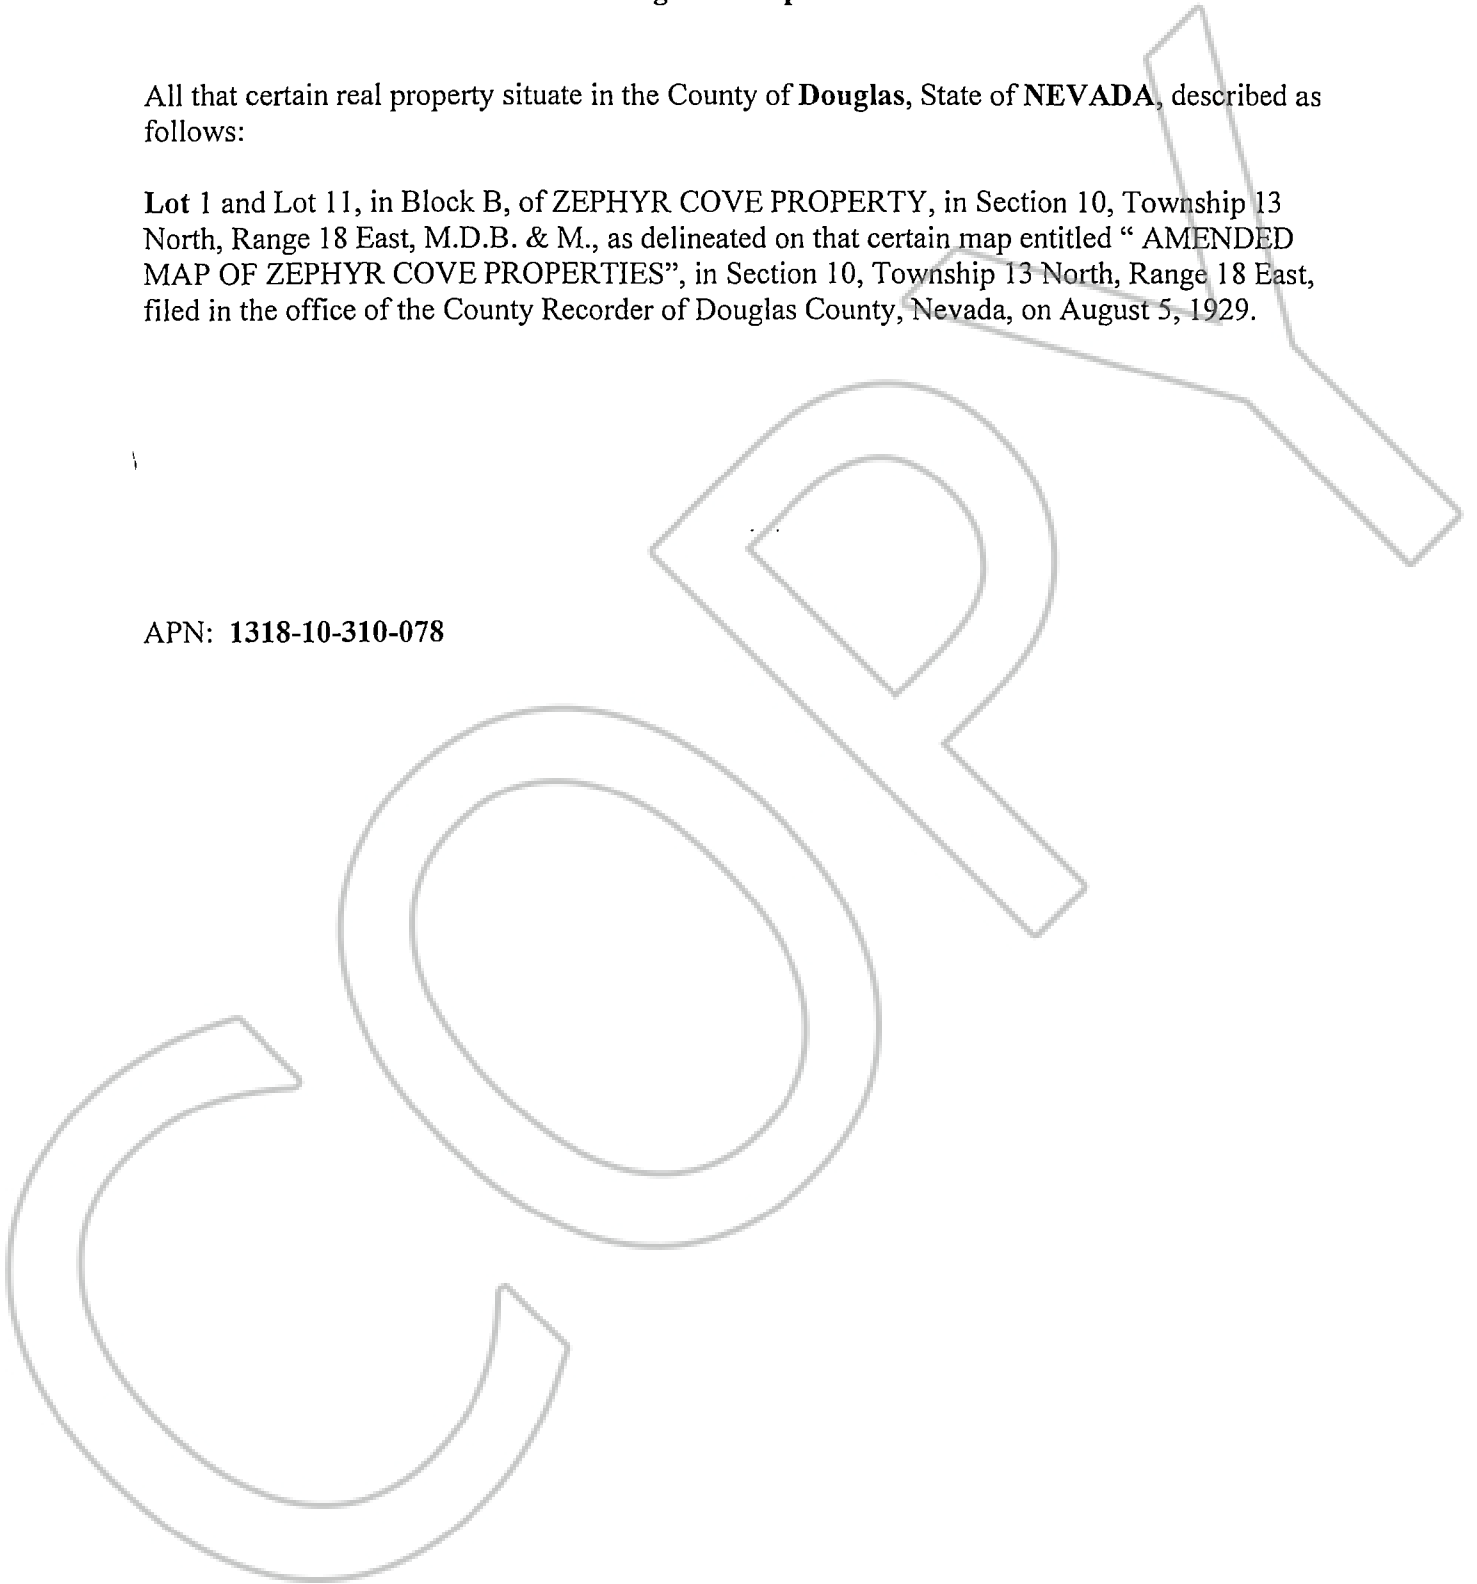 All that certain real property situate in the County of Douglas, State of NEVADA, described as
follows:
Lot 1 and Lot 11, in Block B, of ZEPHYR COVE PROPERTY, in Section 10, Township 13
North, Range 18 East, M.D.B. & M., as delineated on that certain map entitled “ AMENDED
MAP OF ZEPHYR COVE PROPERTIES”, in Section 10, Township 13 North, Range 18 East,
filed in the office of the County Recorder of Douglas County, Nevada, on August 5, 1929.
APN: 1318-10-310-078
COPY